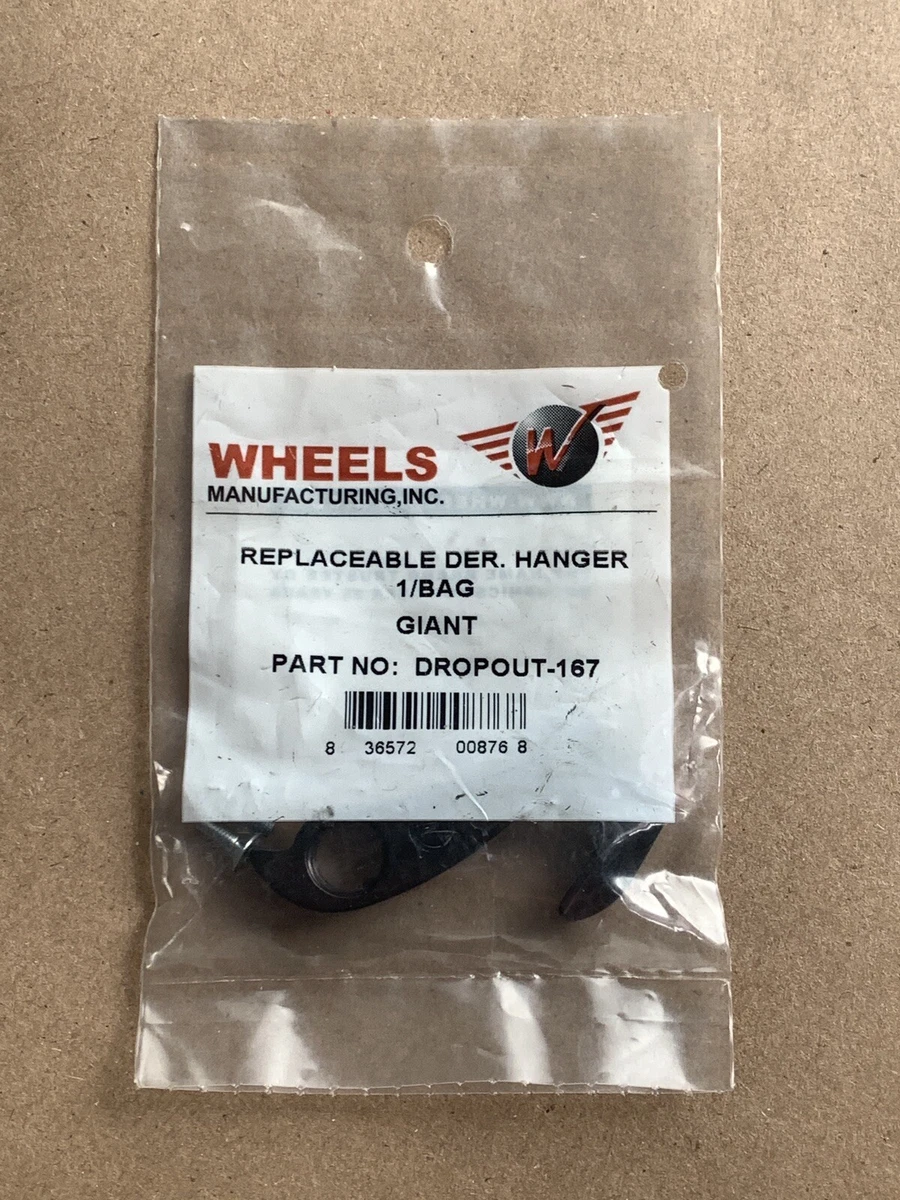 WHEELS
MANUFACTURING,INC.
W
REPLACEABLE DER. HANGER
1/BAG
GIANT
PART NO: DROPOUT-167
8 36572 00876 8